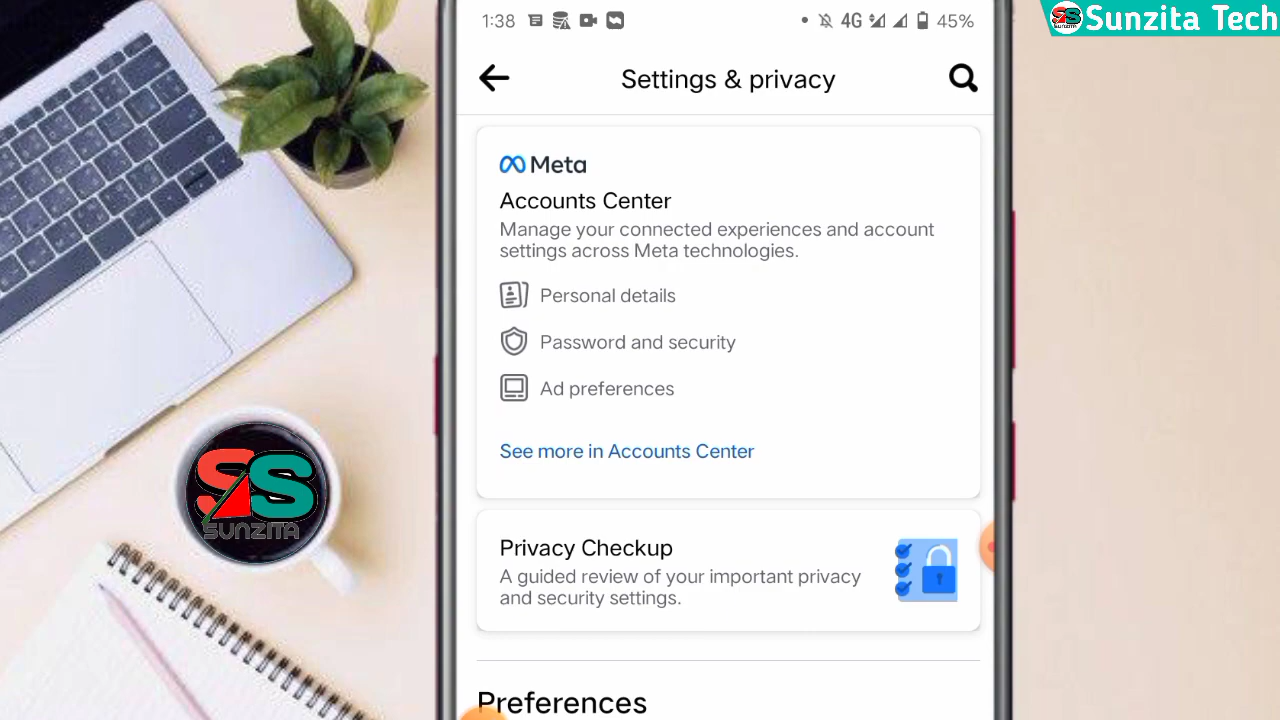 Sunzita Tech
1:38
4G
45%
Settings & privacy
Meta
Accounts Center
Manage your connected experiences and account
settings across Meta technologies.
Personal details
Password and security
Ad preferences
See more in Accounts Center
Privacy Checkup
A guided review of your important privacy
and security settings.
Preferences
SS
SUNZITA